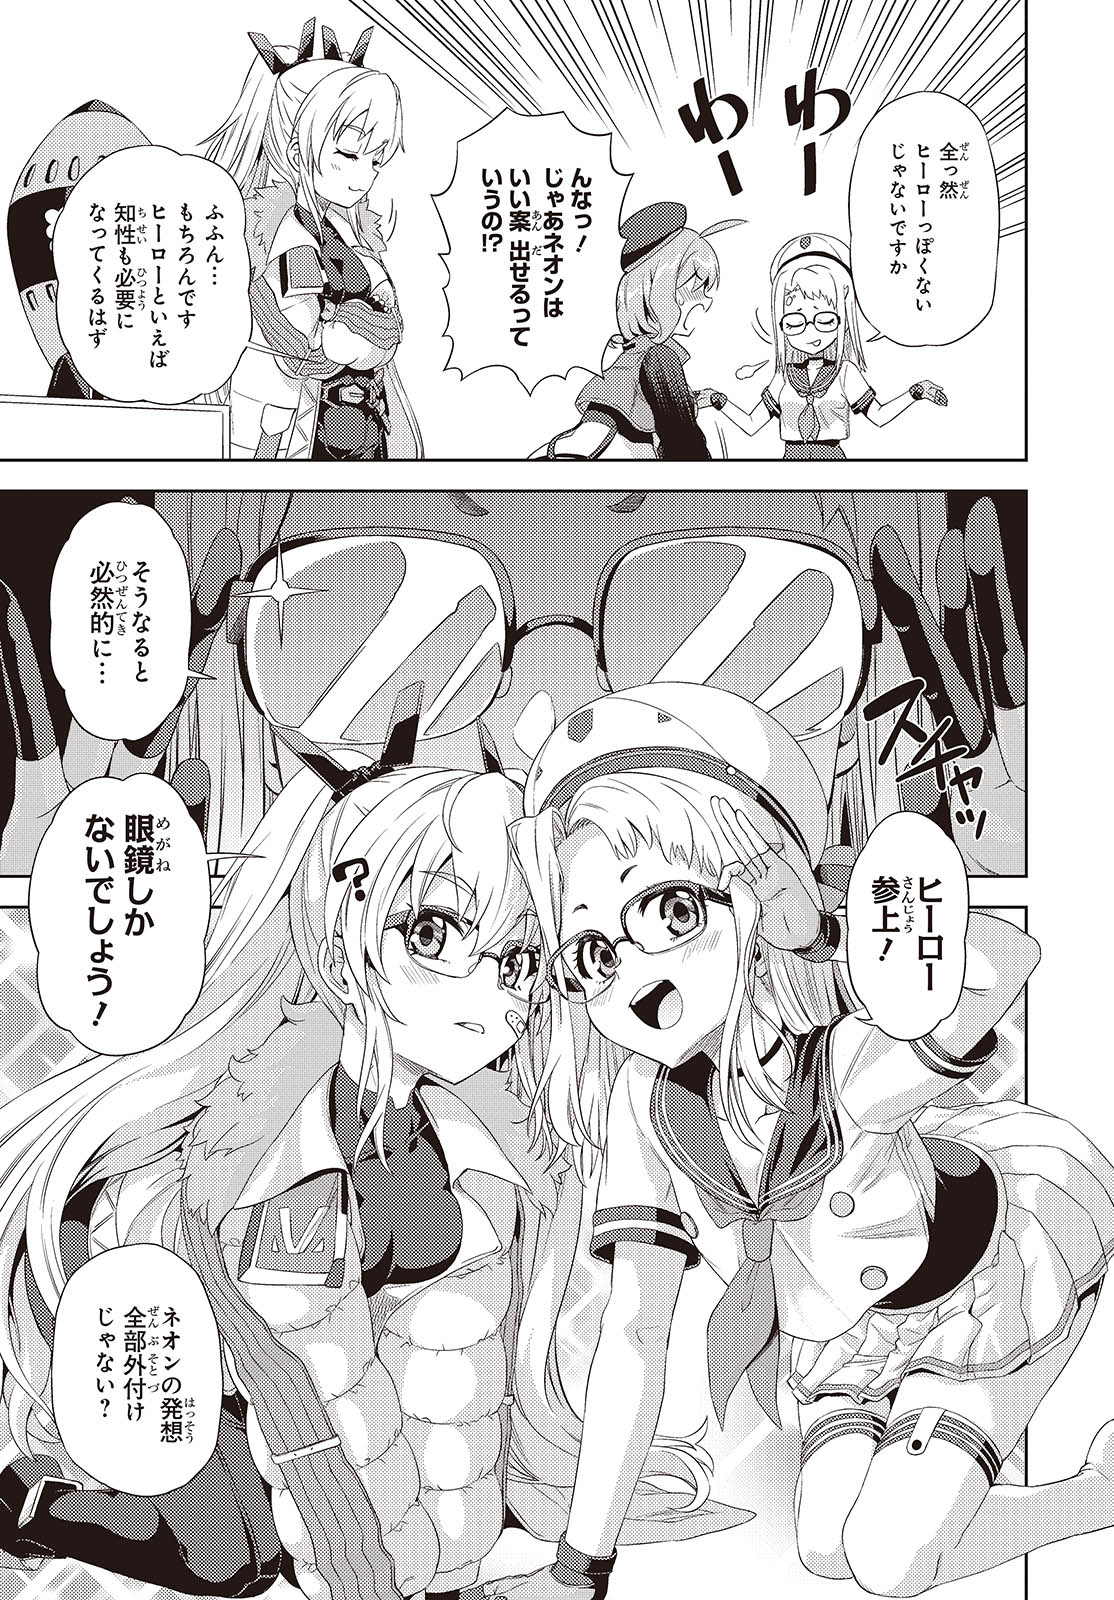 全っ然
ヒーローっぽくない
じゃないですか
わー
わー
んなっ!
じゃあネオンは
いい案 出せるって
いうの!?
ふふん…
もちろんです
ヒーローといえば
知性も必要に
なってくるはず
そうなると
必然的に…
スチャッ
眼鏡しか
ないでしょう!
ヒーロー
参上!
?
ネオンの発想
全部外付け
じゃない?